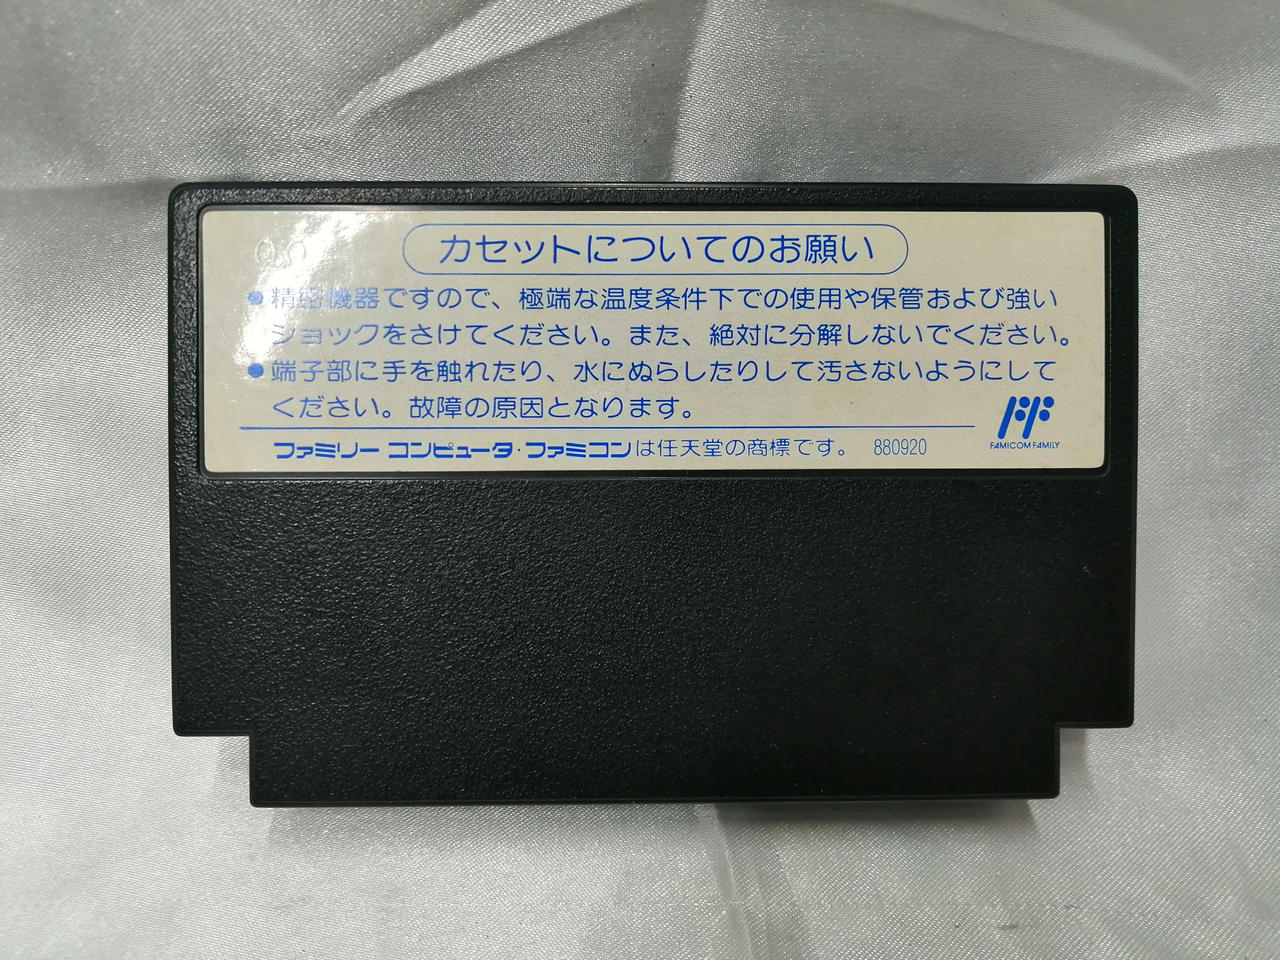 カセットについてのお願い
●精密機器ですので、極端な温度条件下での使用や保管および強い
ショックをさけてください。また、絶対に分解しないでください。
●端子部に手を触れたり、水にぬらしたりして汚さないようにして
ください。故障の原因となります。
FF
FAMICOM FAMILY
ファミリー コンピュータ・ファミコンは任天堂の商標です。 880920